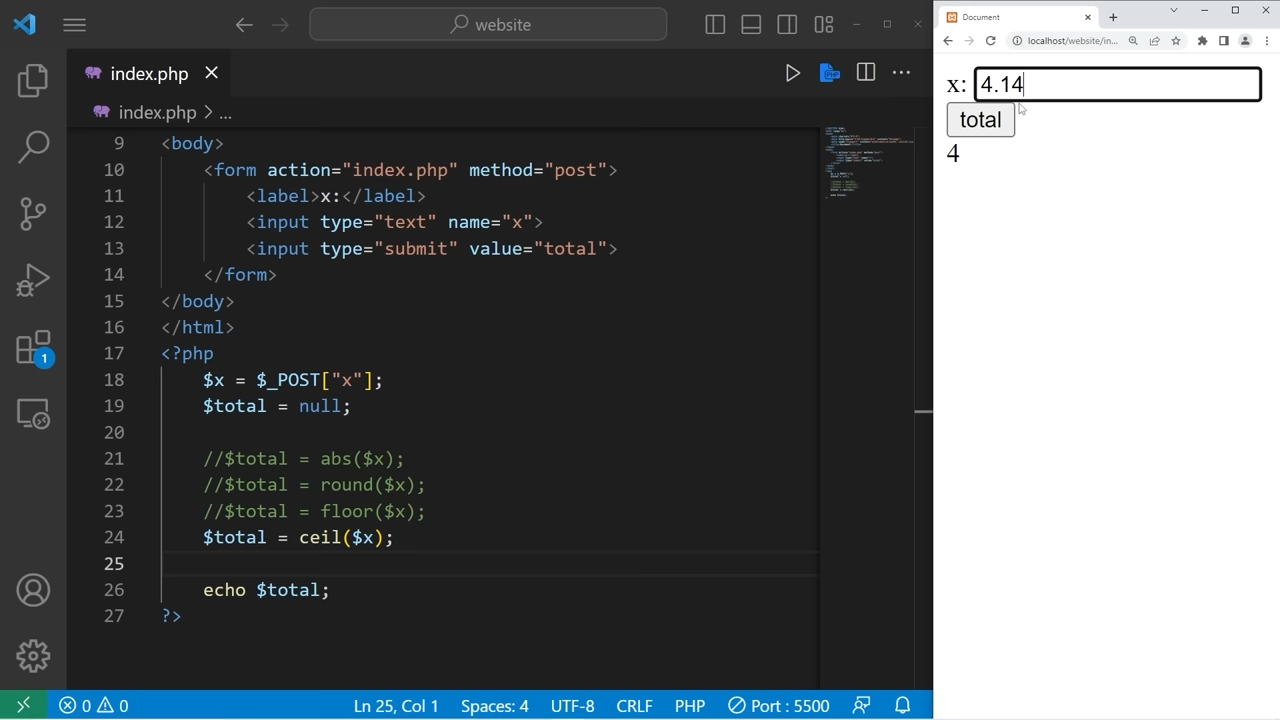 website
index.php
index.php > ...
9 <body>
10 <form action="index.php" method="post">
11 <label>x:</label>
12 <input type="text" name="x">
13 <input type="submit" value="total">
14 </form>
15 </body>
16 </html>
17 <?php
18 $x = $_POST["x"];
19 $total = null;
20
21 //$total = abs($x);
22 //$total = round($x);
23 //$total = floor($x);
24 $total = ceil($x);
25
26 echo $total;
27 ?>
1
0 0 Ln 25, Col 1 Spaces: 4 UTF-8 CRLF PHP Port : 5500
Document
localhost/website/in...
x: 4.14
total
4